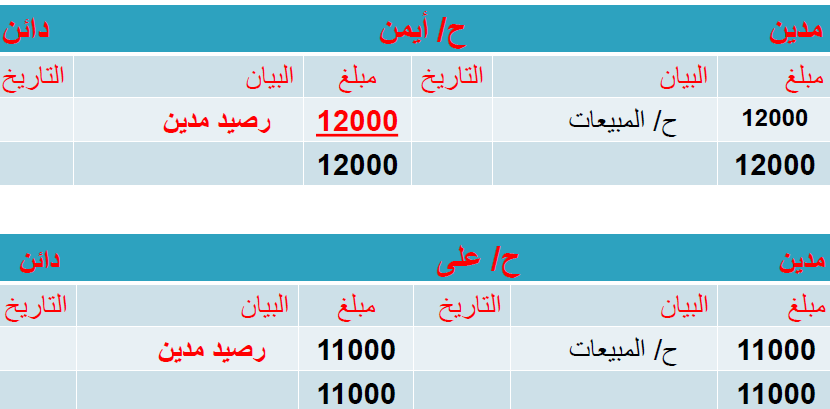 مدين ح/ أيمن دائن
مبلغ البيان التاريخ مبلغ البيان التاريخ
12000 ح/ المبيعات 12000 رصيد مدين
12000 12000
مدين ح/ على دائن
مبلغ البيان التاريخ مبلغ البيان التاريخ
11000 ح/ المبيعات 11000 رصيد مدين
11000 11000